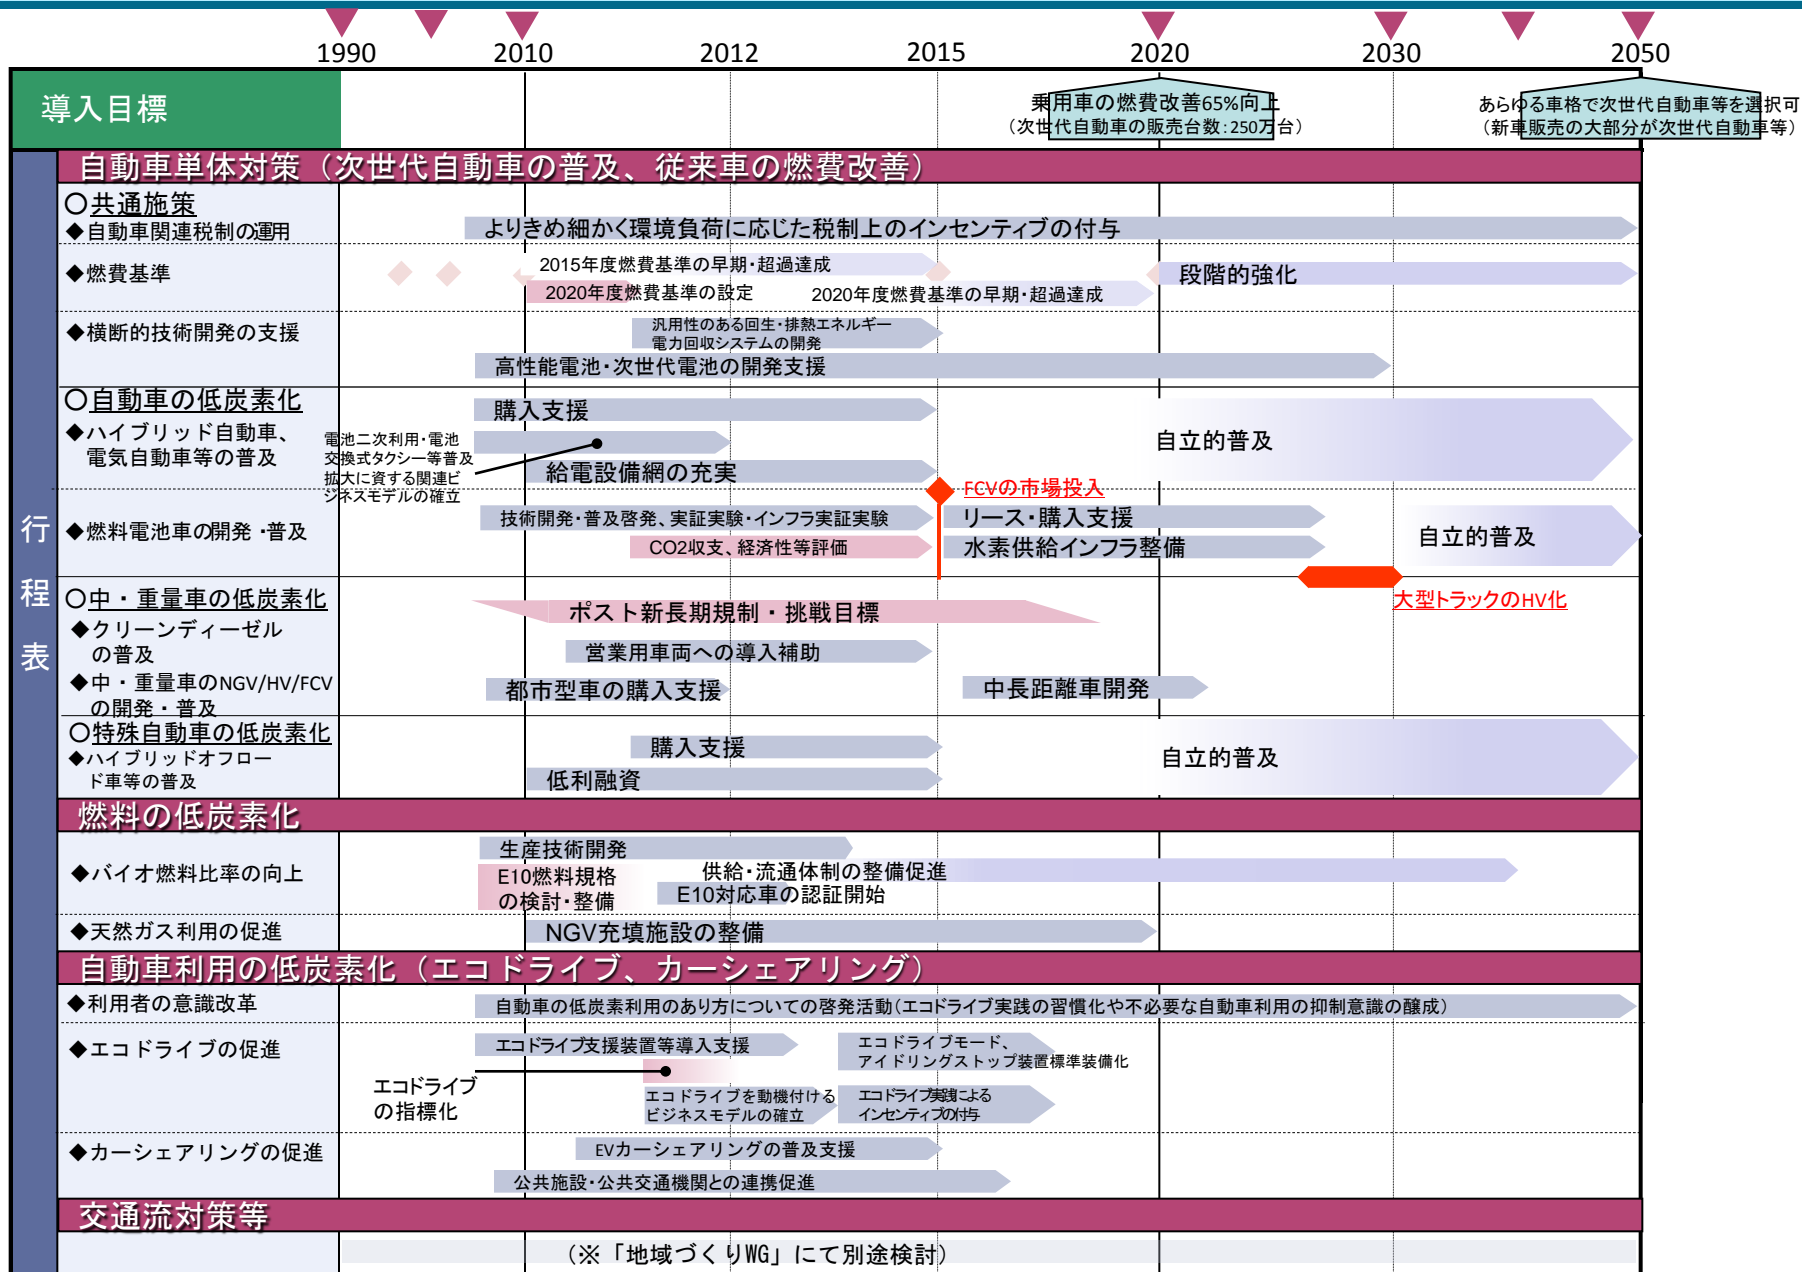 1990 2010 2012 2015 2020 2030 2050
導入目標
乗用車の燃費改善65%向上
（次世代自動車の販売台数：250万台）
あらゆる車格で次世代自動車等を選択可
（新車販売の大部分が次世代自動車等）
行程表
自動車単体対策（次世代自動車の普及、従来車の燃費改善）
○共通施策
◆自動車関連税制の運用
よりきめ細かく環境負荷に応じた税制上のインセンティブの付与
◆燃費基準
2015年度燃費基準の早期・超過達成
2020年度燃費基準の設定
2020年度燃費基準の早期・超過達成
段階的強化
◆横断的技術開発の支援
汎用性のある回生・排熱エネルギー
電力回収システムの開発
高性能電池・次世代電池の開発支援
○自動車の低炭素化
◆ハイブリッド自動車、
電気自動車等の普及
購入支援
電池二次利用・電池
交換式タクシー等普及
拡大に資する関連ビ
ジネスモデルの確立
給電設備網の充実
自立的普及
FCVの市場投入
◆燃料電池車の開発・普及
技術開発・普及啓発、実証実験・インフラ実証実験
CO2収支、経済性等評価
リース・購入支援
水素供給インフラ整備
自立的普及
大型トラックのHV化
○中・重量車の低炭素化
◆クリーンディーゼル
の普及
ポスト新長期規制・挑戦目標
営業用車両への導入補助
◆中・重量車のNGV/HV/FCV
の開発・普及
都市型車の購入支援
中長距離車開発
○特殊自動車の低炭素化
◆ハイブリッドオフロー
ド車等の普及
購入支援
低利融資
自立的普及
燃料の低炭素化
◆バイオ燃料比率の向上
生産技術開発
E10燃料規格
の検討・整備
供給・流通体制の整備促進
E10対応車の認証開始
◆天然ガス利用の促進
NGV充填施設の整備
自動車利用の低炭素化（エコドライブ、カーシェアリング）
◆利用者の意識改革
自動車の低炭素利用のあり方についての啓発活動（エコドライブ実践の習慣化や不必要な自動車利用の抑制意識の醸成）
◆エコドライブの促進
エコドライブ支援装置等導入支援
エコドライブモード、
アイドリングストップ装置標準装備化
エコドライブ
の指標化
エコドライブを動機付ける
ビジネスモデルの確立
エコドライブ実践による
インセンティブの付与
◆カーシェアリングの促進
EVカーシェアリングの普及支援
公共施設・公共交通機関との連携促進
交通流対策等
（※「地域づくりWG」にて別途検討）